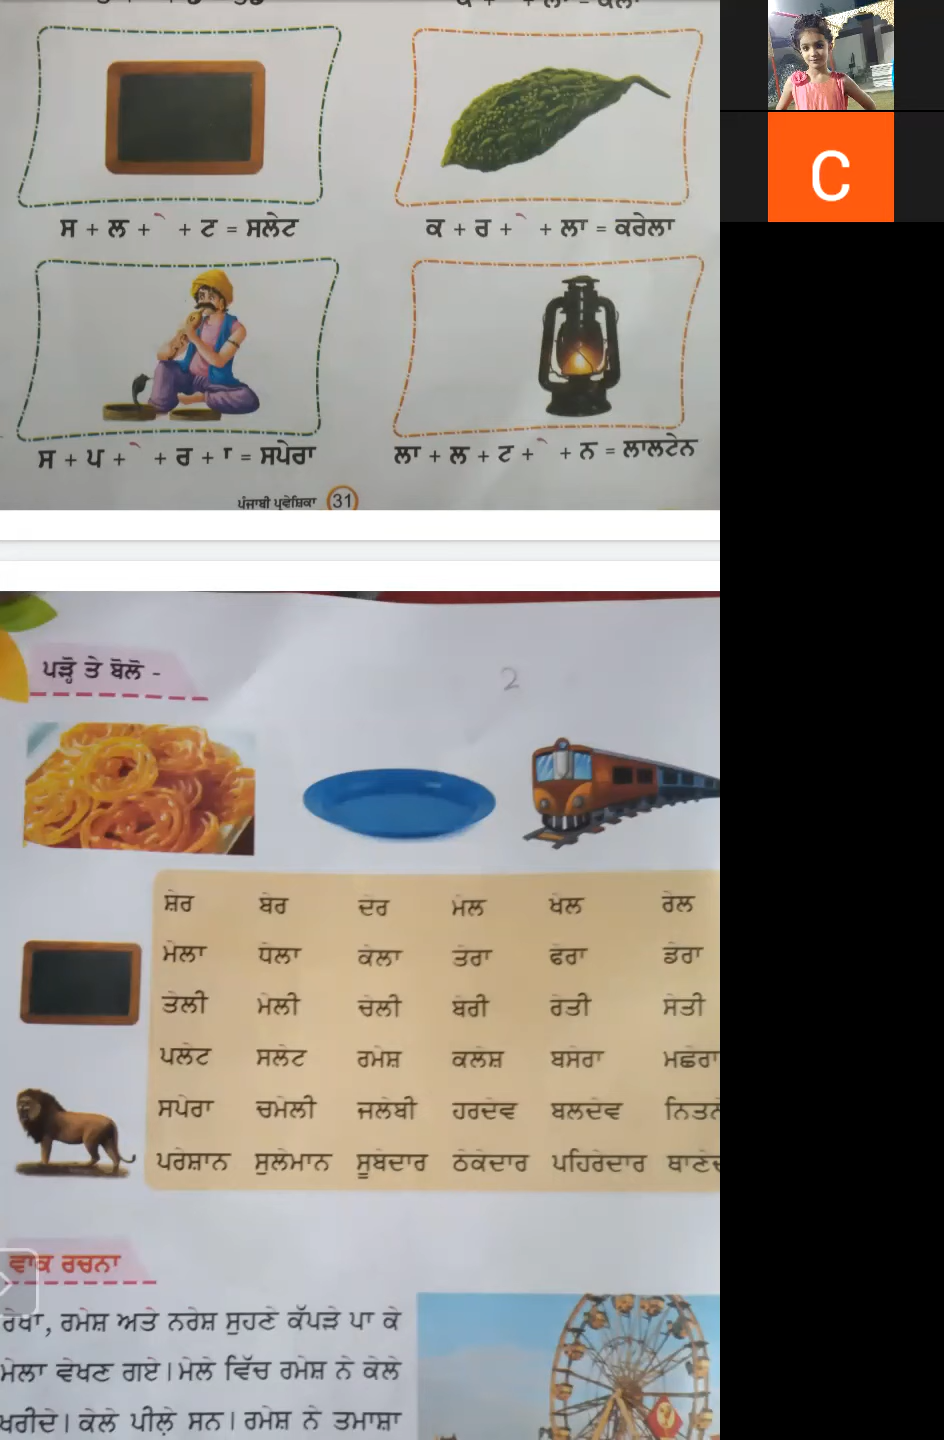 C
ਸ + ਲ + ੇ + ਟ = ਸਲੇਟ
ਕ + ਰ + ੇ + ਲਾ = ਕਰੇਲਾ
ਸ + ਪ + ੇ + ਰ + ਾ = ਸਪੇਰਾ
ਲਾ + ਲ + ਟ + ੇ + ਨ = ਲਾਲਟੇਨ
ਪੰਜਾਬੀ ਪ੍ਰਵੇਸ਼ਿਕਾ 31
ਪੜ੍ਹੋ ਤੇ ਬੋਲੋ -
2
ਸ਼ੇਰ ਬੇਰ ਦੇਰ ਮੇਲ ਖੇਲ ਰੇਲ
ਮੇਲਾ ਧੇਲਾ ਕੇਲਾ ਤੇਰਾ ਫੇਰਾ ਡੇਰਾ
ਤੇਲੀ ਮੇਲੀ ਚੇਲੀ ਬੇਰੀ ਰੇਤੀ ਸੇਤੀ
ਪਲੇਟ ਸਲੇਟ ਰਮੇਸ਼ ਕਲੇਸ਼ ਬਸੇਰਾ ਮਛੇਰਾ
ਸਪੇਰਾ ਚਮੇਲੀ ਜਲੇਬੀ ਹਰਦੇਵ ਬਲਦੇਵ
ਪਰੇਸ਼ਾਨ ਸੁਲੇਮਾਨ ਸੂਬੇਦਾਰ ਠੇਕੇਦਾਰ ਪਹਿਰੇਦਾਰ
ਵਾਕ ਰਚਨਾ
ਰੇਖਾ, ਰਮੇਸ਼ ਅਤੇ ਨਰੇਸ਼ ਸੁਹਣੇ ਕੱਪੜੇ ਪਾ ਕੇ
ਮੇਲਾ ਵੇਖਣ ਗਏ। ਮੇਲੇ ਵਿੱਚ ਰਮੇਸ਼ ਨੇ ਕੇਲੇ
ਖਰੀਦੇ। ਕੇਲੇ ਪੀਲ਼ੇ ਸਨ। ਰਮੇਸ਼ ਨੇ ਤਮਾਸ਼ਾ